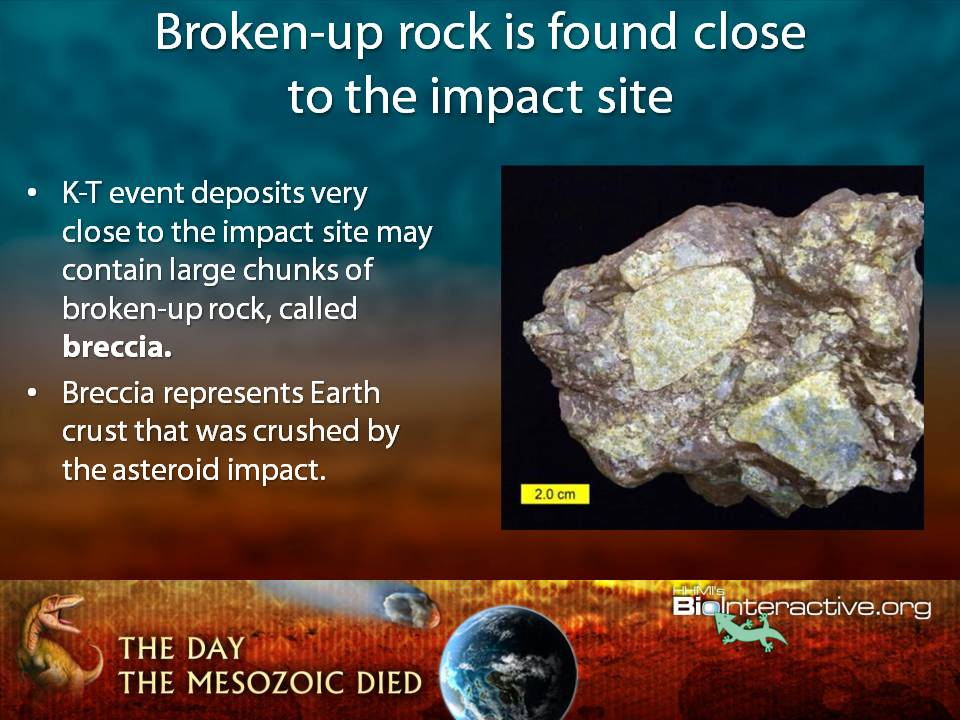 Broken-up rock is found close
to the impact site
• K-T event deposits very
close to the impact site may
contain large chunks of
broken-up rock, called
breccia.
• Breccia represents Earth
crust that was crushed by
the asteroid impact.
2.0 cm
THE DAY
THE MESOZOIC DIED
HHMI's
BioInteractive.org